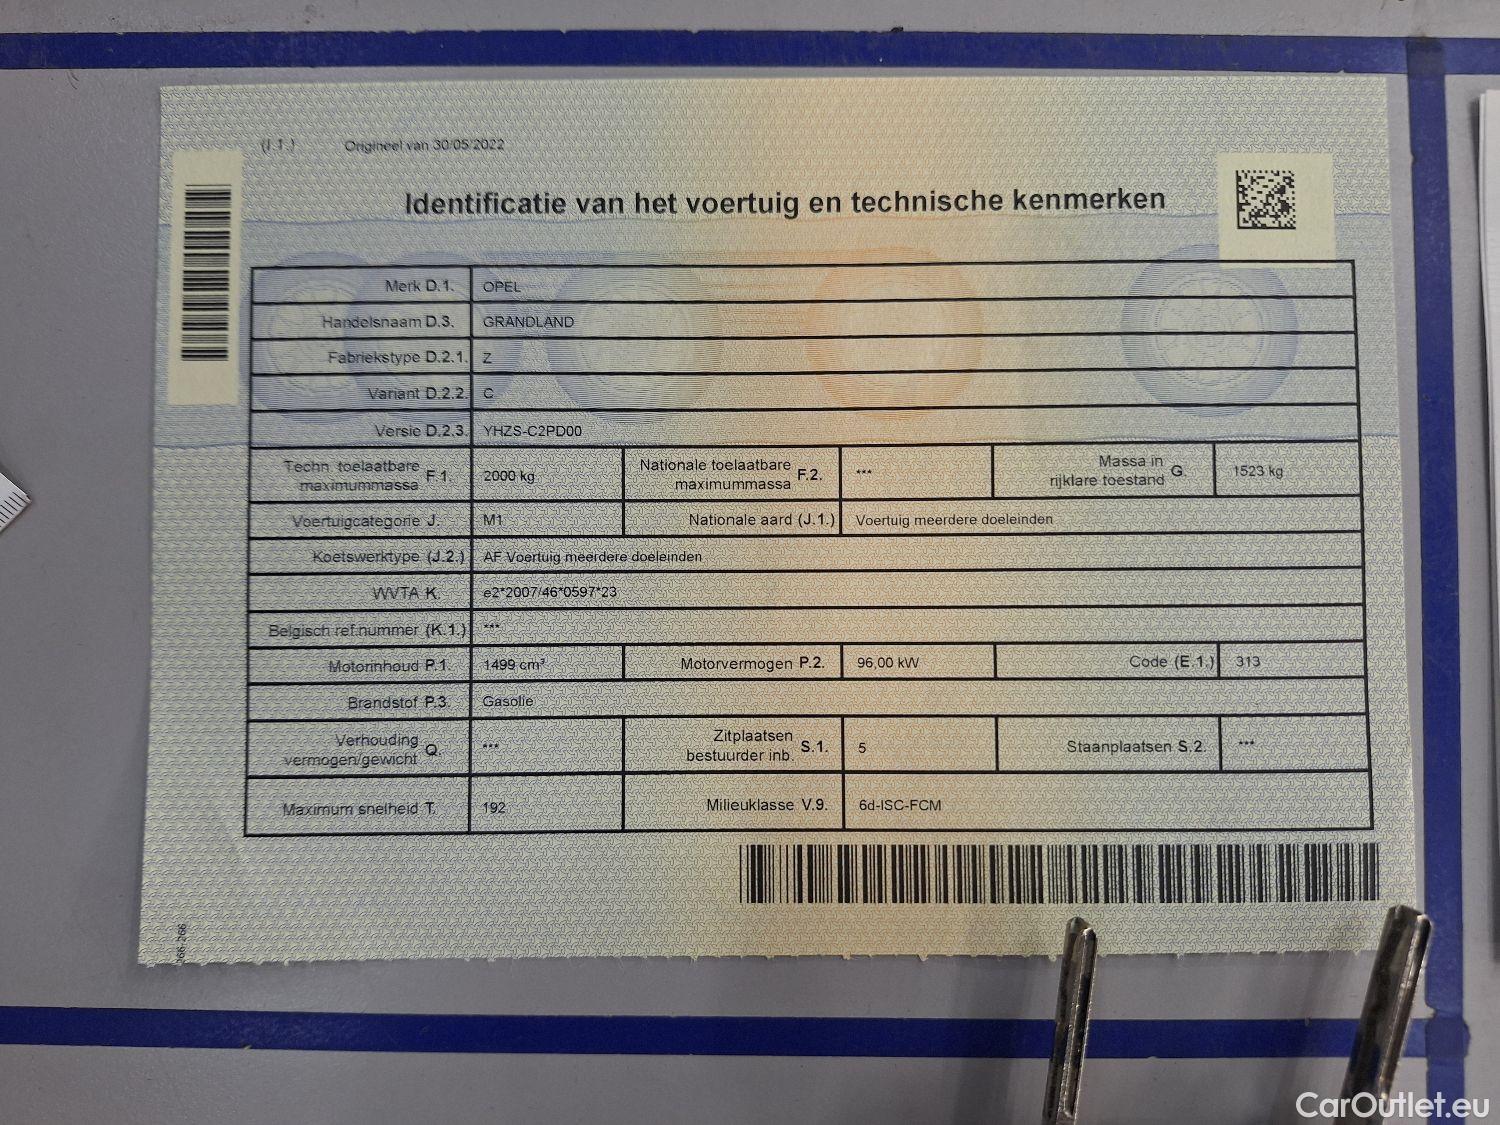 (I.1.) Origineel van 30/05/2022
Identificatie van het voertuig en technische kenmerken
Merk D.1. OPEL
Handelsnaam D.3. GRANDLAND
Fabriekstype D.2.1. Z
Variant D.2.2. C
Versie D.2.3. YHZS-C2PD00
Techn. toelaatbare maximummassa F.1. 2000 kg Nationale toelaatbare maximummassa F.2. *** Massa in rijklare toestand G. 1523 kg
Voertuigcategorie J. M1 Nationale aard (J.1.) Voertuig meerdere doeleinden
Koetswerktype (J.2.) AF Voertuig meerdere doeleinden
WVTA K. e2*2007/46*0597*23
Belgisch ref.nummer (K.1.) ***
Motorinhoud P.1. 1499 cm³ Motorvermogen P.2. 96,00 kW Code (E.1.) 313
Brandstof P.3. Gasolie
Verhouding vermogen/gewicht Q. *** Zitplaatsen bestuurder inb. S.1. 5 Staanplaatsen S.2. ***
Maximum snelheid T. 192 Milieuklasse V.9. 6d-ISC-FCM
CarOutlet.eu